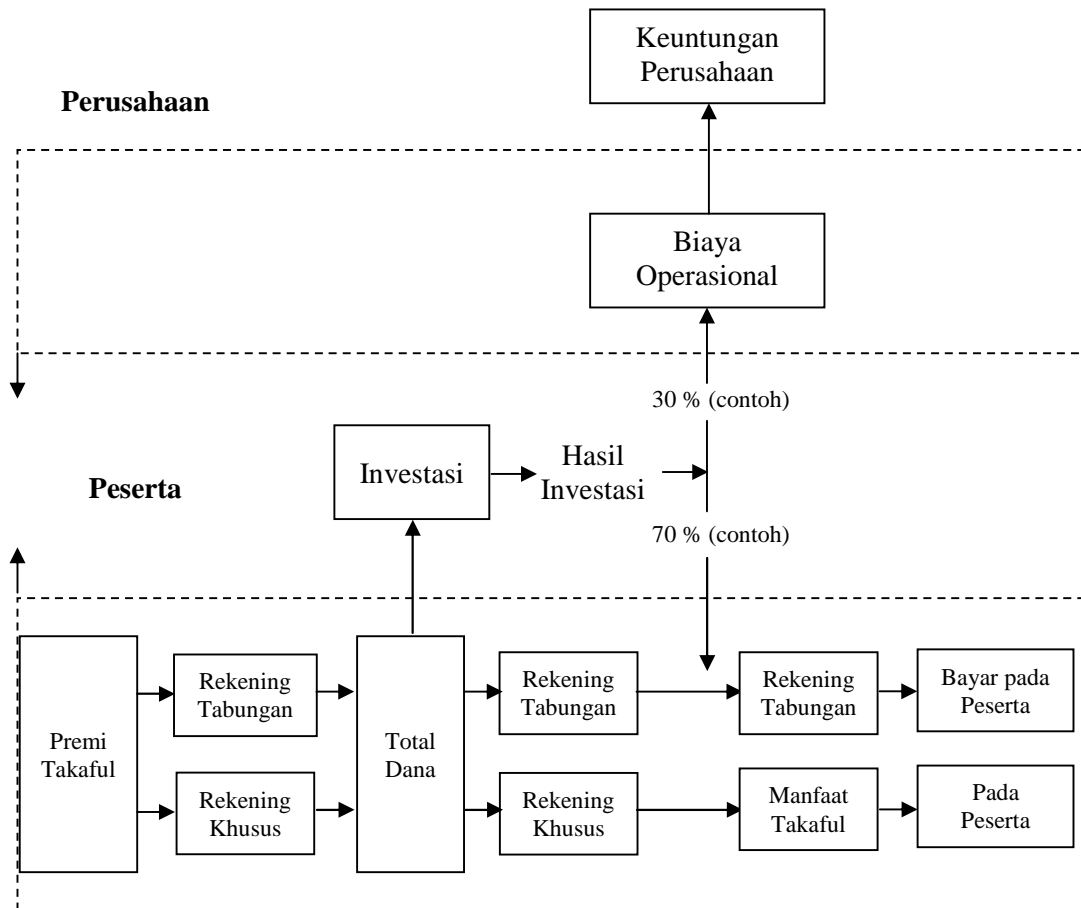 Keuntungan
Perusahaan
Perusahaan
Biaya
Operasional
30 % (contoh)
Investasi
Hasil
Investasi
Peserta
70 % (contoh)
Premi
Takaful
Rekening
Tabungan
Rekening
Khusus
Total
Dana
Rekening
Tabungan
Rekening
Khusus
Rekening
Tabungan
Manfaat
Takaful
Bayar pada
Peserta
Pada
Peserta